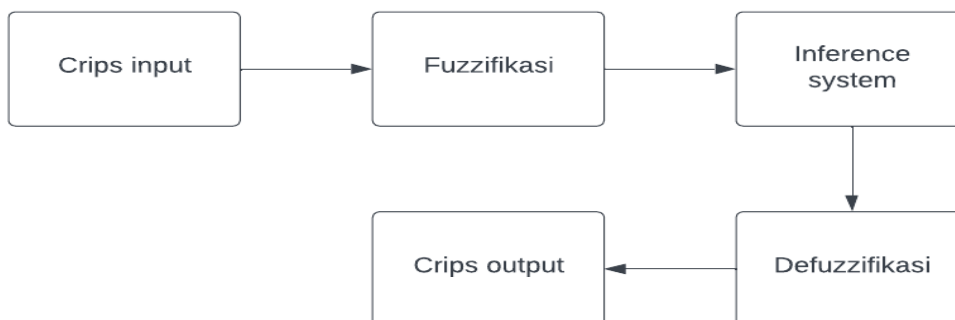 Crips input
Fuzzifikasi
Inference
system
Defuzzifikasi
Crips output